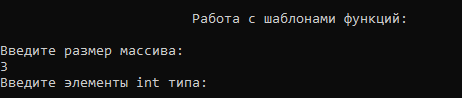 Работа с шаблонами функций:
Введите размер массива:
3
Введите элементы int типа: